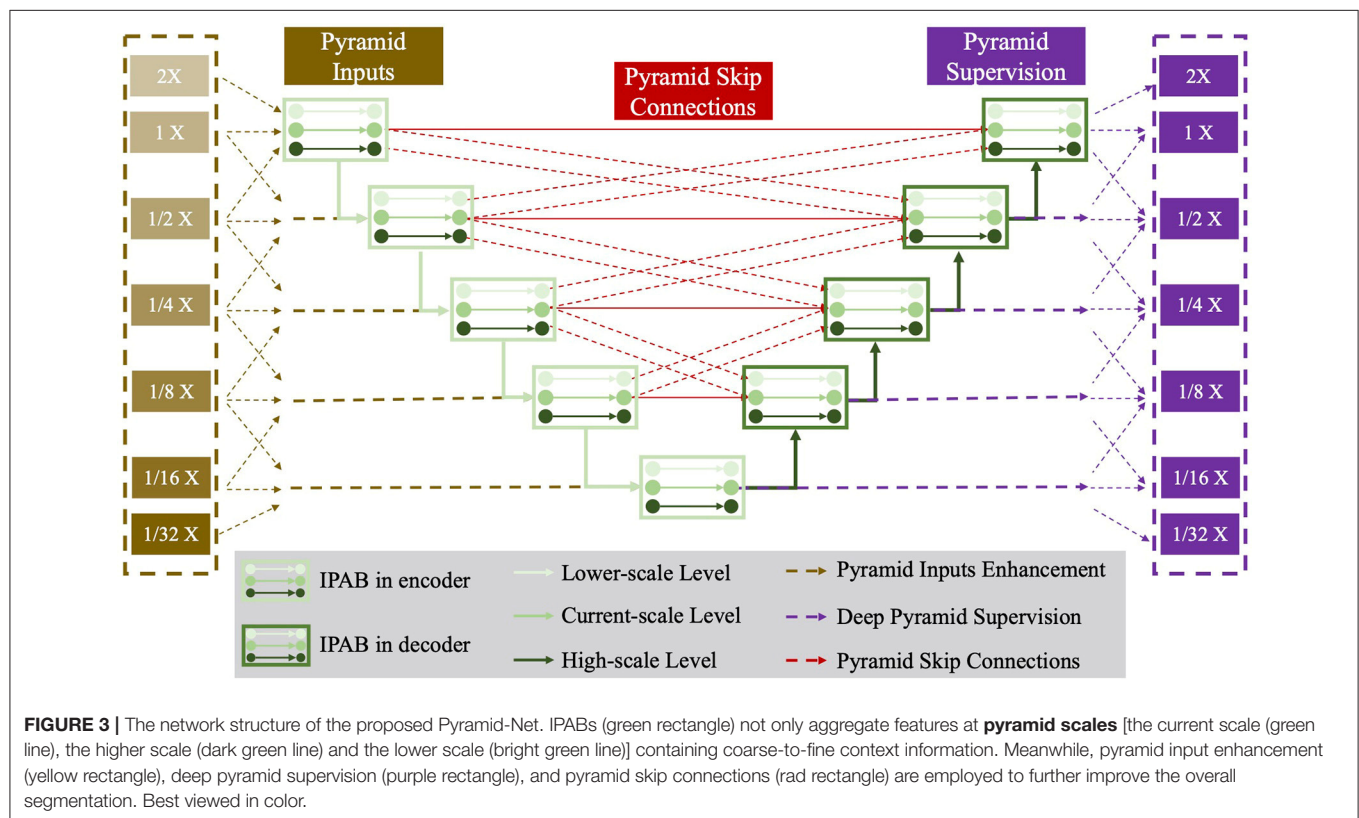 Pyramid
Inputs
Pyramid Skip
Connections
Pyramid
Supervision
2X
1 X
1/2 X
1/4 X
1/8 X
1/16 X
1/32 X
2X
1 X
1/2 X
1/4 X
1/8 X
1/16 X
1/32 X
IPAB in encoder
IPAB in decoder
Lower-scale Level
Current-scale Level
High-scale Level
Pyramid Inputs Enhancement
Deep Pyramid Supervision
Pyramid Skip Connections
FIGURE 3 | The network structure of the proposed Pyramid-Net. IPABs (green rectangle) not only aggregate features at pyramid scales [the current scale (green
line), the higher scale (dark green line) and the lower scale (bright green line)] containing coarse-to-fine context information. Meanwhile, pyramid input enhancement
(yellow rectangle), deep pyramid supervision (purple rectangle), and pyramid skip connections (rad rectangle) are employed to further improve the overall
segmentation. Best viewed in color.